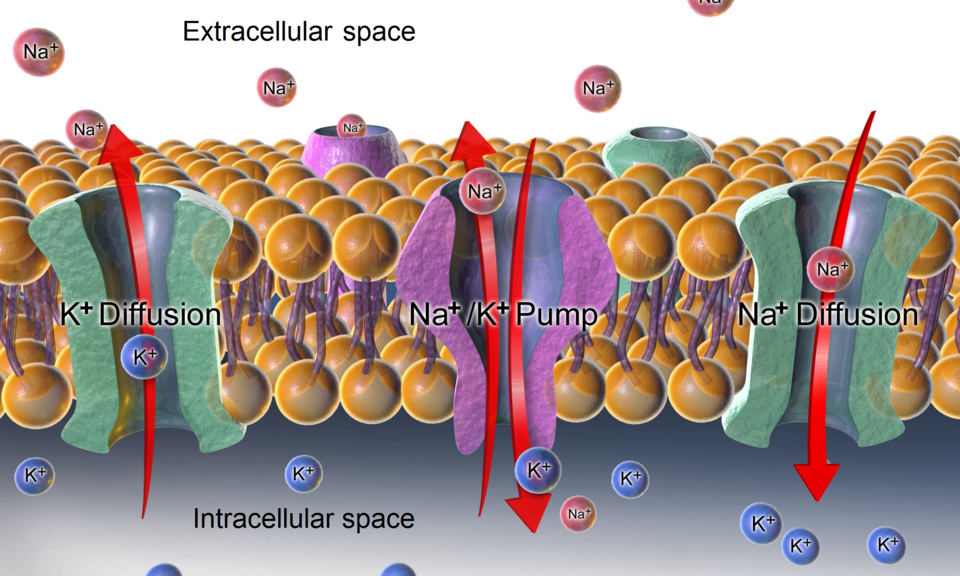 Extracellular space
Na⁺
Na⁺
Na⁺
Na⁺
Na⁺
Na⁺
Na⁺
K⁺ Diffusion
Na⁺/K⁺ Pump
Na⁺ Diffusion
K⁺
K⁺
K⁺
K⁺
K⁺
Na⁺
Intracellular space
K⁺
K⁺
K⁺